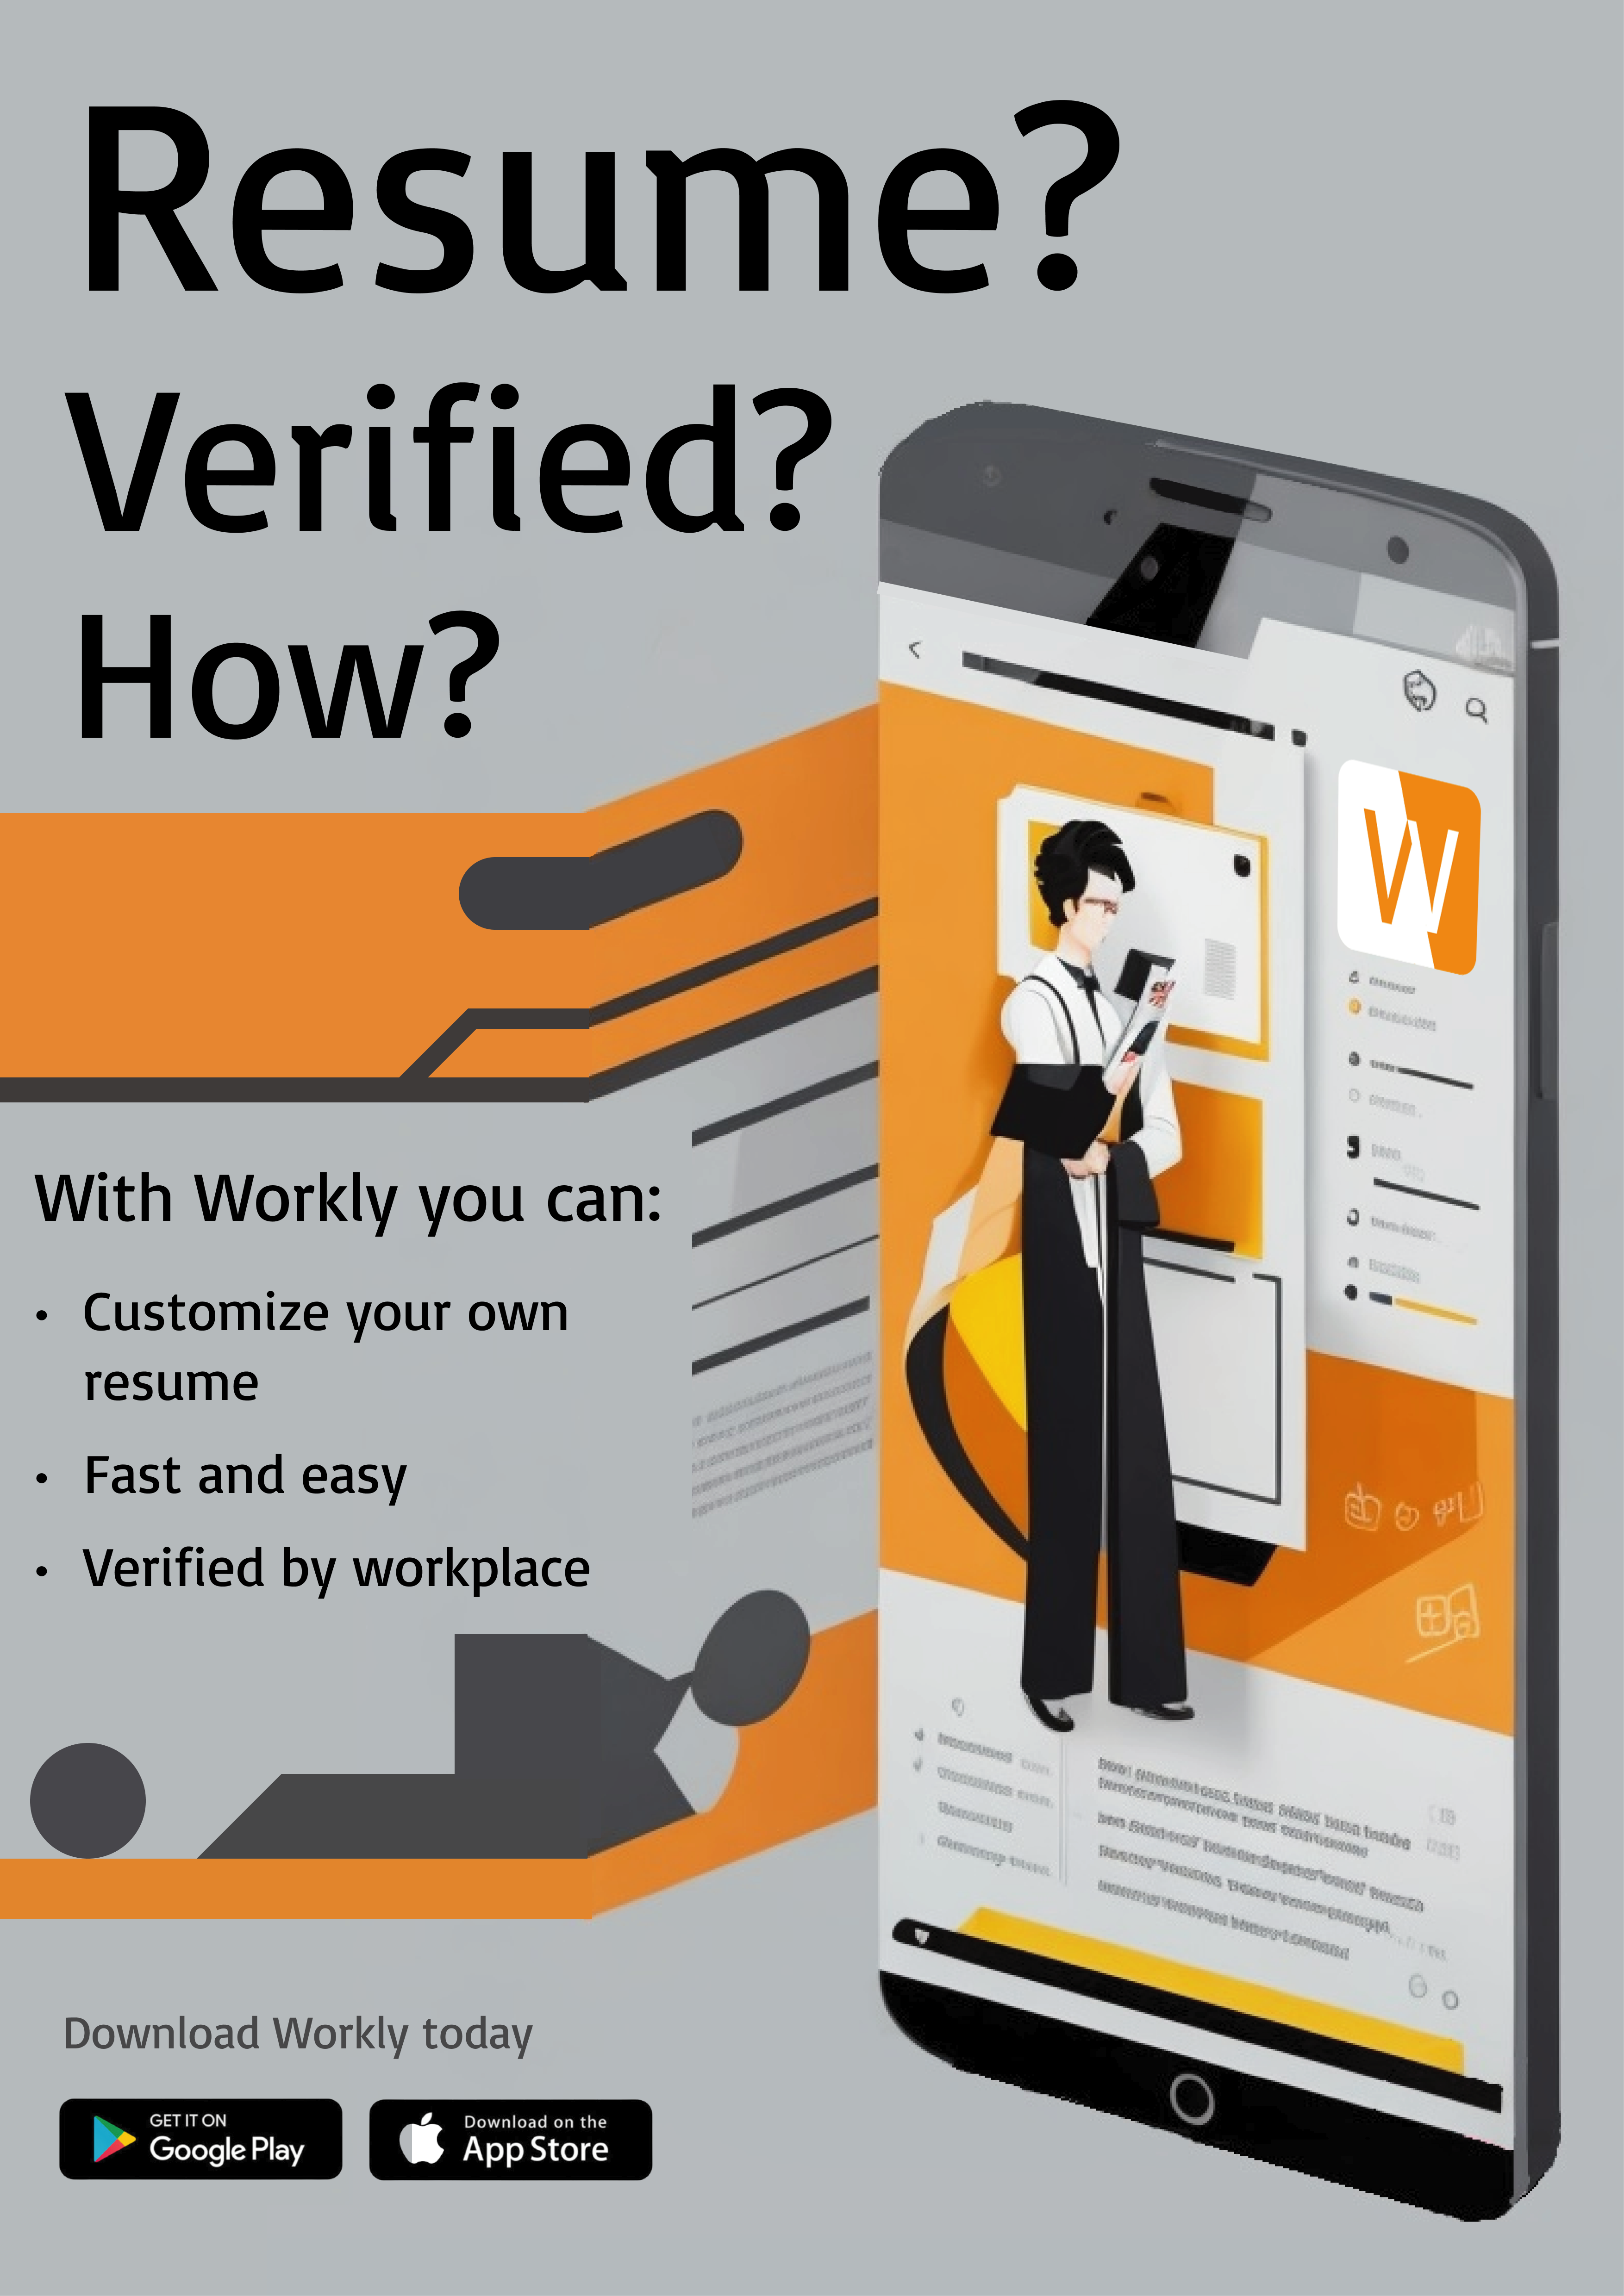 Resume?
Verified?
How?
W
With Workly you can:
• Customize your own
resume
• Fast and easy
• Verified by workplace
Download Workly today
GET IT ON
Google Play
Download on the
App Store